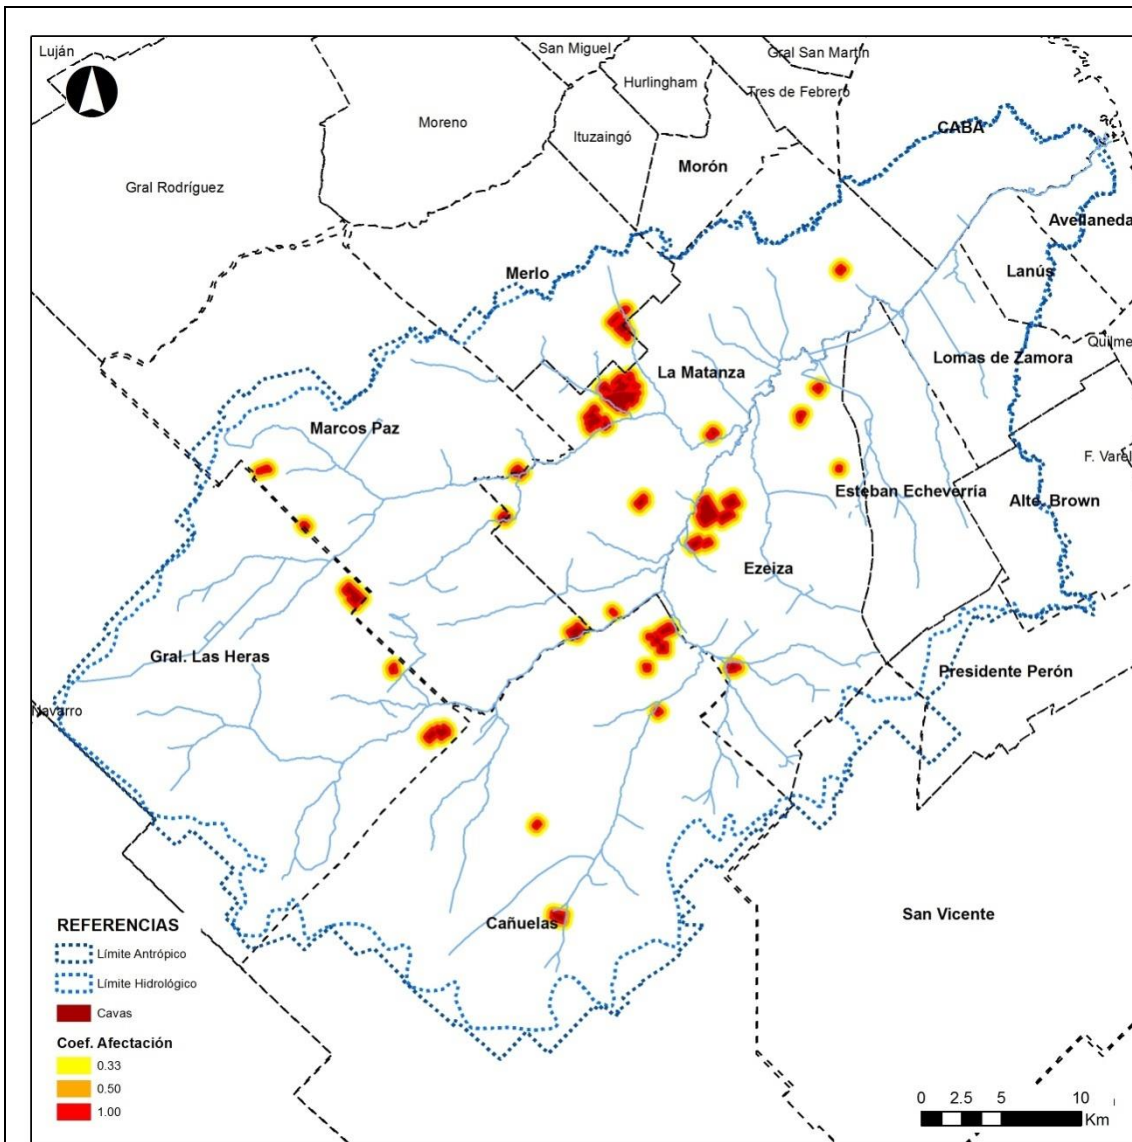 Luján
San Miguel
Gral San Martín
Hurlingham
Tres de Febrero
Moreno
CABA
Ituzaingó
Morón
Gral Rodríguez
Avellaneda
Merlo
Lanús
Quilme
Lomas de Zamora
La Matanza
Marcos Paz
F. Varel
Esteban Echeverría
Alte. Brown
Ezeiza
Gral. Las Heras
Presidente Perón
Navarro
San Vicente
Cañuelas
REFERENCIAS
Límite Antrópico
Límite Hidrológico
Cavas
Coef. Afectación
0.33
0.50
1.00
0 2.5 5 10
Km